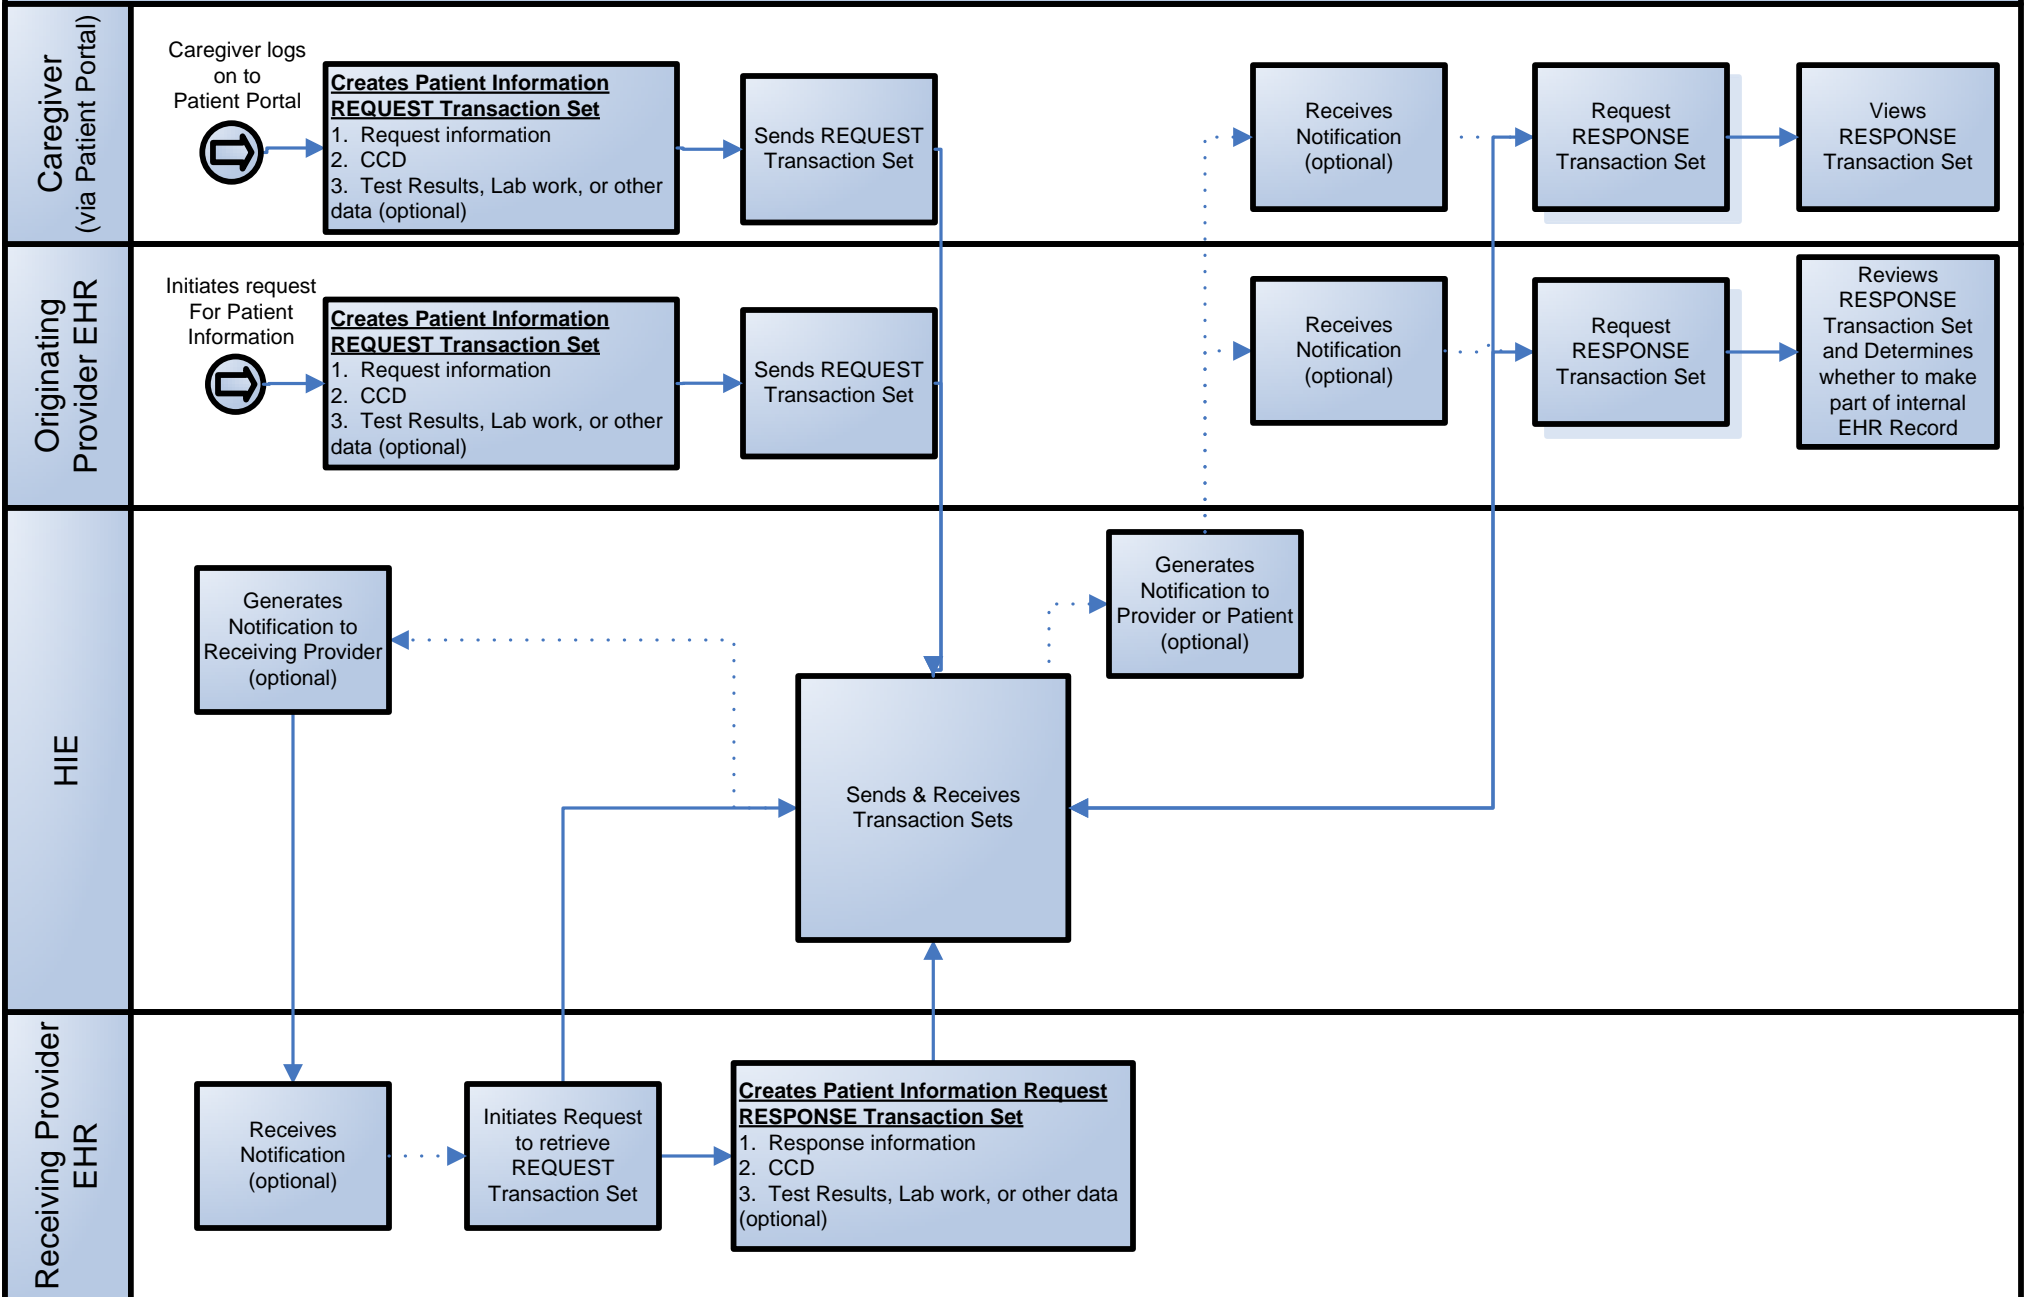 Caregiver
(via Patient Portal)
Caregiver logs
on to
Patient Portal
Creates Patient Information
REQUEST Transaction Set
1. Request information
2. CCD
3. Test Results, Lab work, or other
data (optional)
Sends REQUEST
Transaction Set
Receives
Notification
(optional)
Request
RESPONSE
Transaction Set
Views
RESPONSE
Transaction Set
Originating
Provider EHR
Initiates request
For Patient
Information
Creates Patient Information
REQUEST Transaction Set
1. Request information
2. CCD
3. Test Results, Lab work, or other
data (optional)
Sends REQUEST
Transaction Set
Receives
Notification
(optional)
Request
RESPONSE
Transaction Set
Reviews
RESPONSE
Transaction Set
and Determines
whether to make
part of internal
EHR Record
HIE
Generates
Notification to
Receiving Provider
(optional)
Generates
Notification to
Provider or Patient
(optional)
Sends & Receives
Transaction Sets
Receiving Provider
EHR
Receives
Notification
(optional)
Initiates Request
to retrieve
REQUEST
Transaction Set
Creates Patient Information Request
RESPONSE Transaction Set
1. Response information
2. CCD
3. Test Results, Lab work, or other data
(optional)